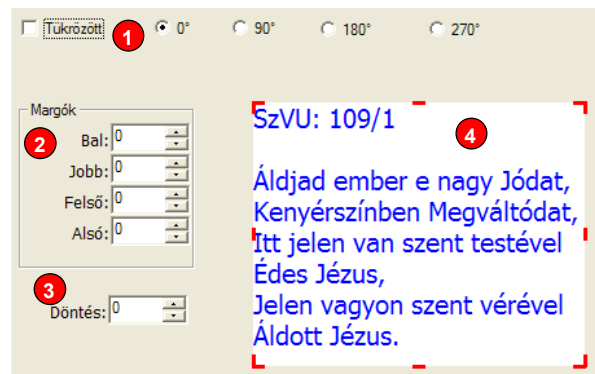 Tükrözött 1 0° 90° 180° 270°
Margók
2 Bal: 0
Jobb: 0
Felső: 0
Alsó: 0
3
Döntés: 0
SzVU: 109/1
4
Áldjad ember e nagy Jódat,
Kenyérszínben Megváltódat,
Itt jelen van szent testével
Édes Jézus,
Jelen vagyon szent vérével
Áldott Jézus.